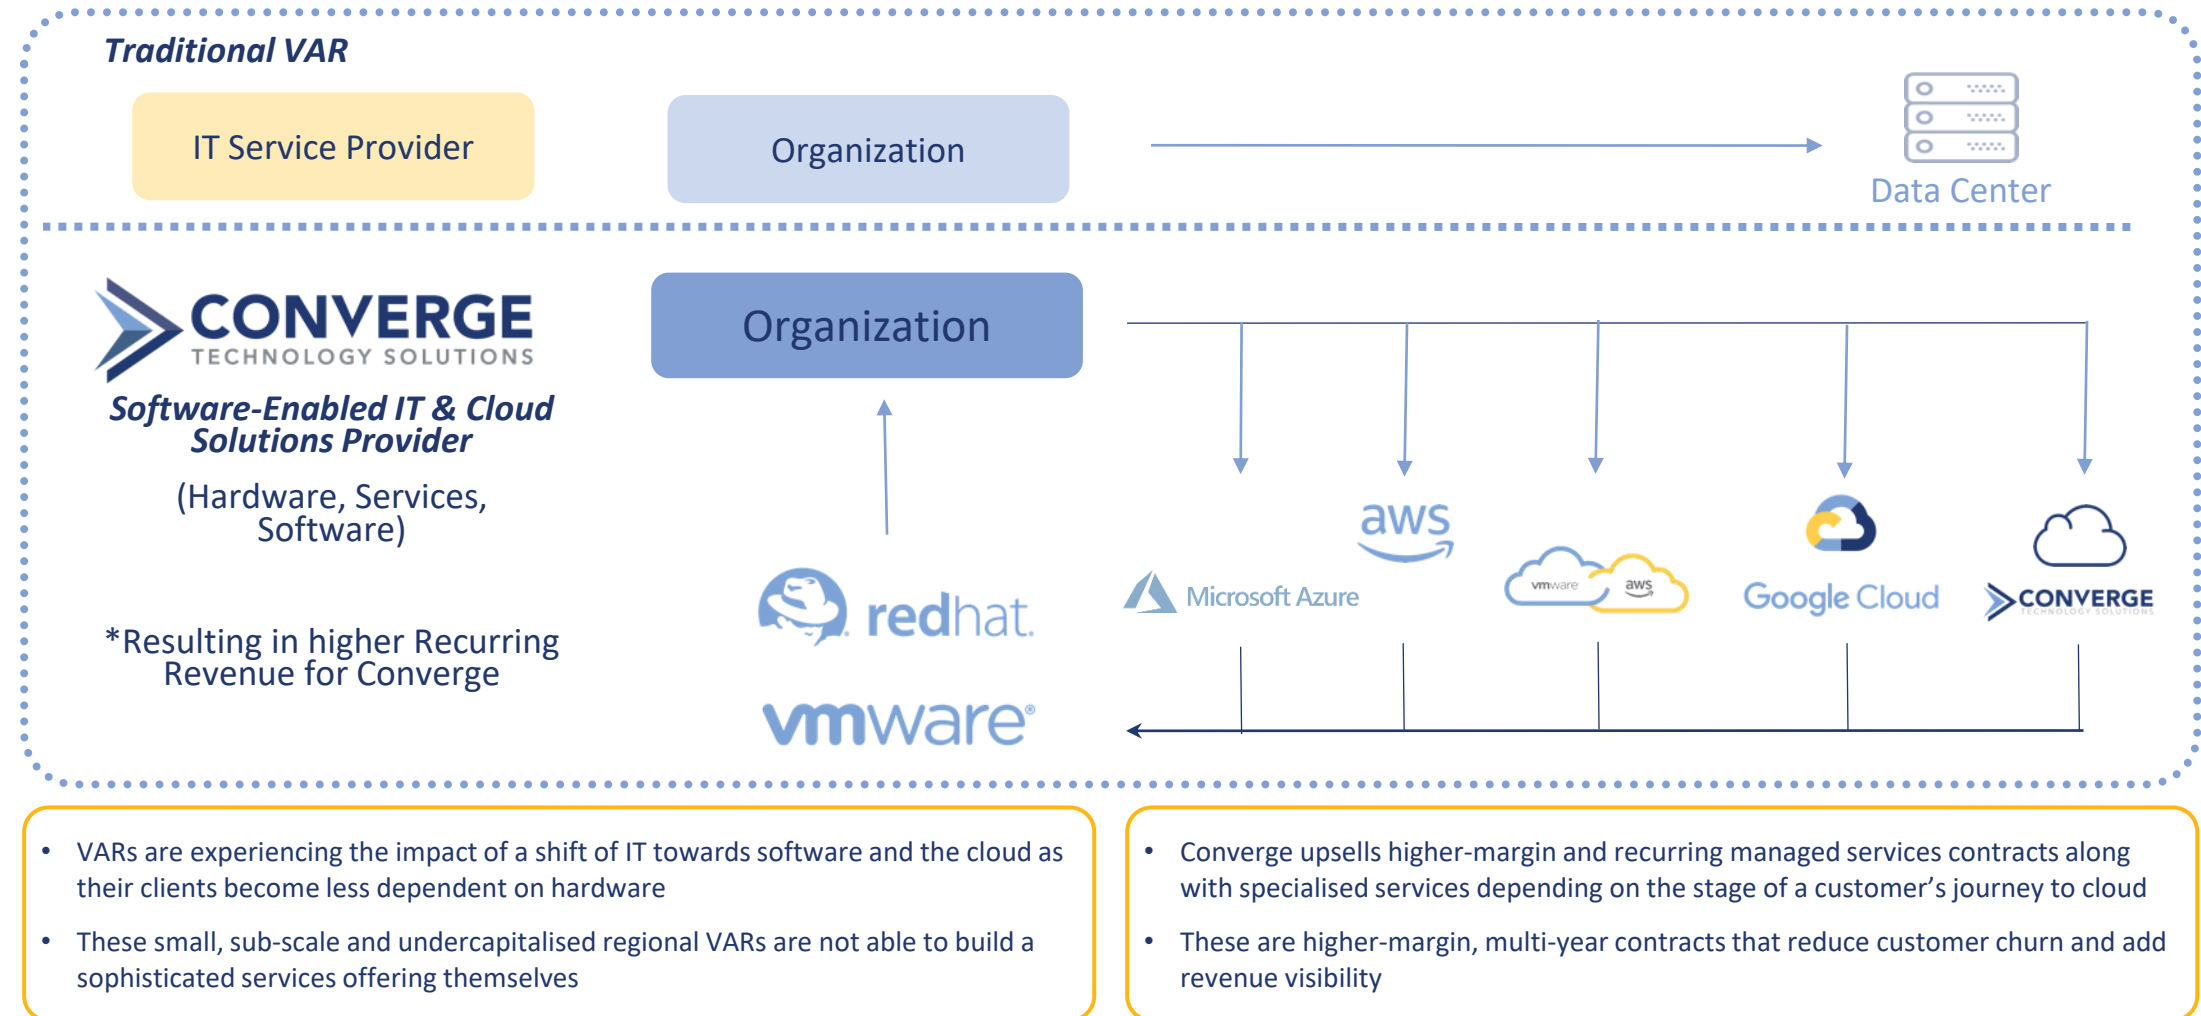 Traditional VAR
IT Service Provider
Organization
Data Center
CONVERGE
TECHNOLOGY SOLUTIONS
Software-Enabled IT & Cloud
Solutions Provider
(Hardware, Services,
Software)
*Resulting in higher Recurring
Revenue for Converge
Organization
redhat.
vmware®
Microsoft Azure
aws
vmware
aws
Google Cloud
CONVERGE
TECHNOLOGY SOLUTIONS
• VARs are experiencing the impact of a shift of IT towards software and the cloud as
their clients become less dependent on hardware
• These small, sub-scale and undercapitalised regional VARs are not able to build a
sophisticated services offering themselves
• Converge upsells higher-margin and recurring managed services contracts along
with specialised services depending on the stage of a customer’s journey to cloud
• These are higher-margin, multi-year contracts that reduce customer churn and add
revenue visibility